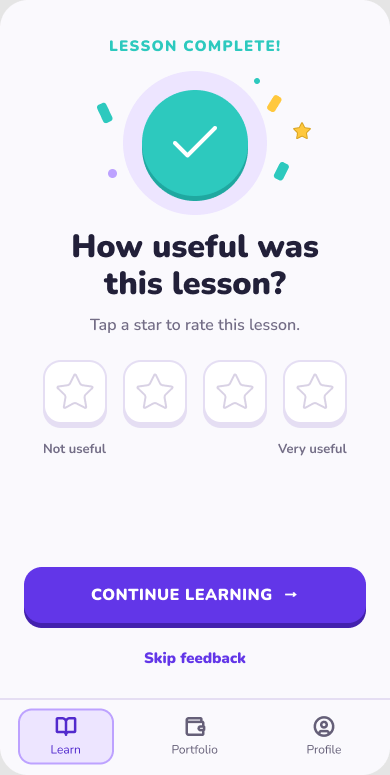 LESSON COMPLETE!
How useful was
this lesson?
Tap a star to rate this lesson.
Not useful
Very useful
CONTINUE LEARNING →
Skip feedback
Learn
Portfolio
Profile